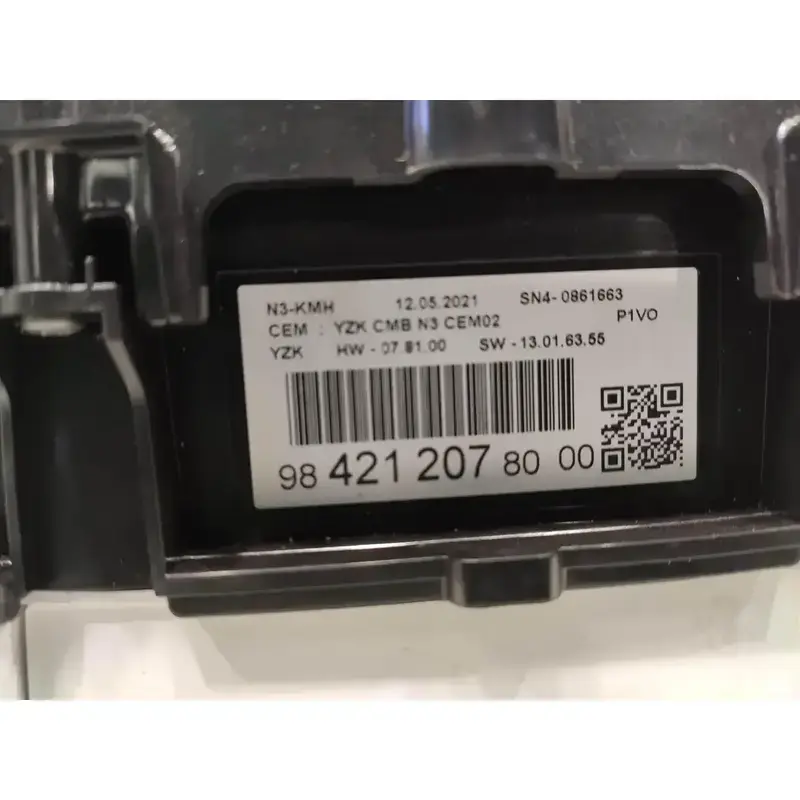 N3-KMH 12.05.2021 SN4- 0861663
CEM : YZK CMB N3 CEM02 P1VO
YZK HW - 07.81.00 SW - 13.01.63.55
98 421 207 80 00